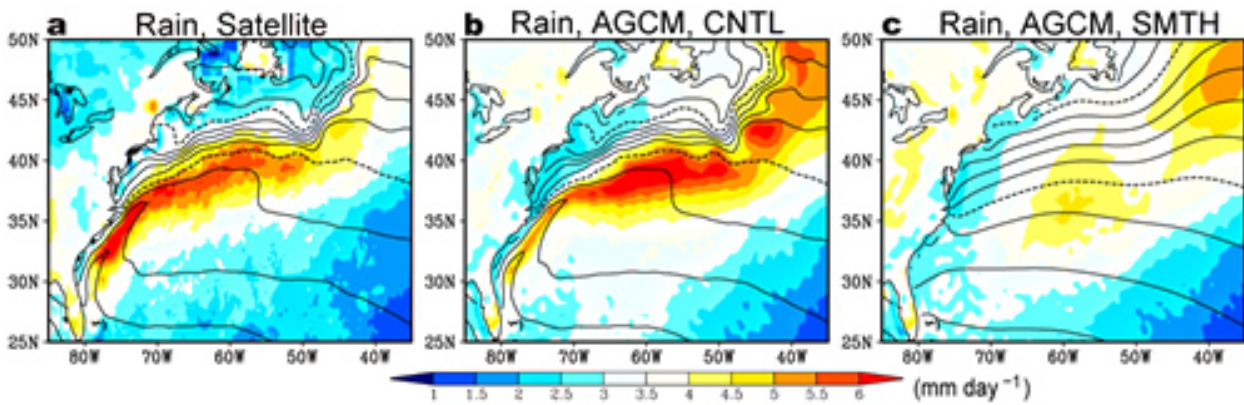 a Rain, Satellite
b Rain, AGCM, CNTL
c Rain, AGCM, SMTH
50N
45N
40N
35N
30N
25N
80W 70W 60W 50W 40W
50N
45N
40N
35N
30N
25N
80W 70W 60W 50W 40W
50N
45N
40N
35N
30N
25N
80W 70W 60W 50W 40W
1 1.5 2 2.5 3 3.5 4 4.5 5 5.5 6 (mm day⁻¹)